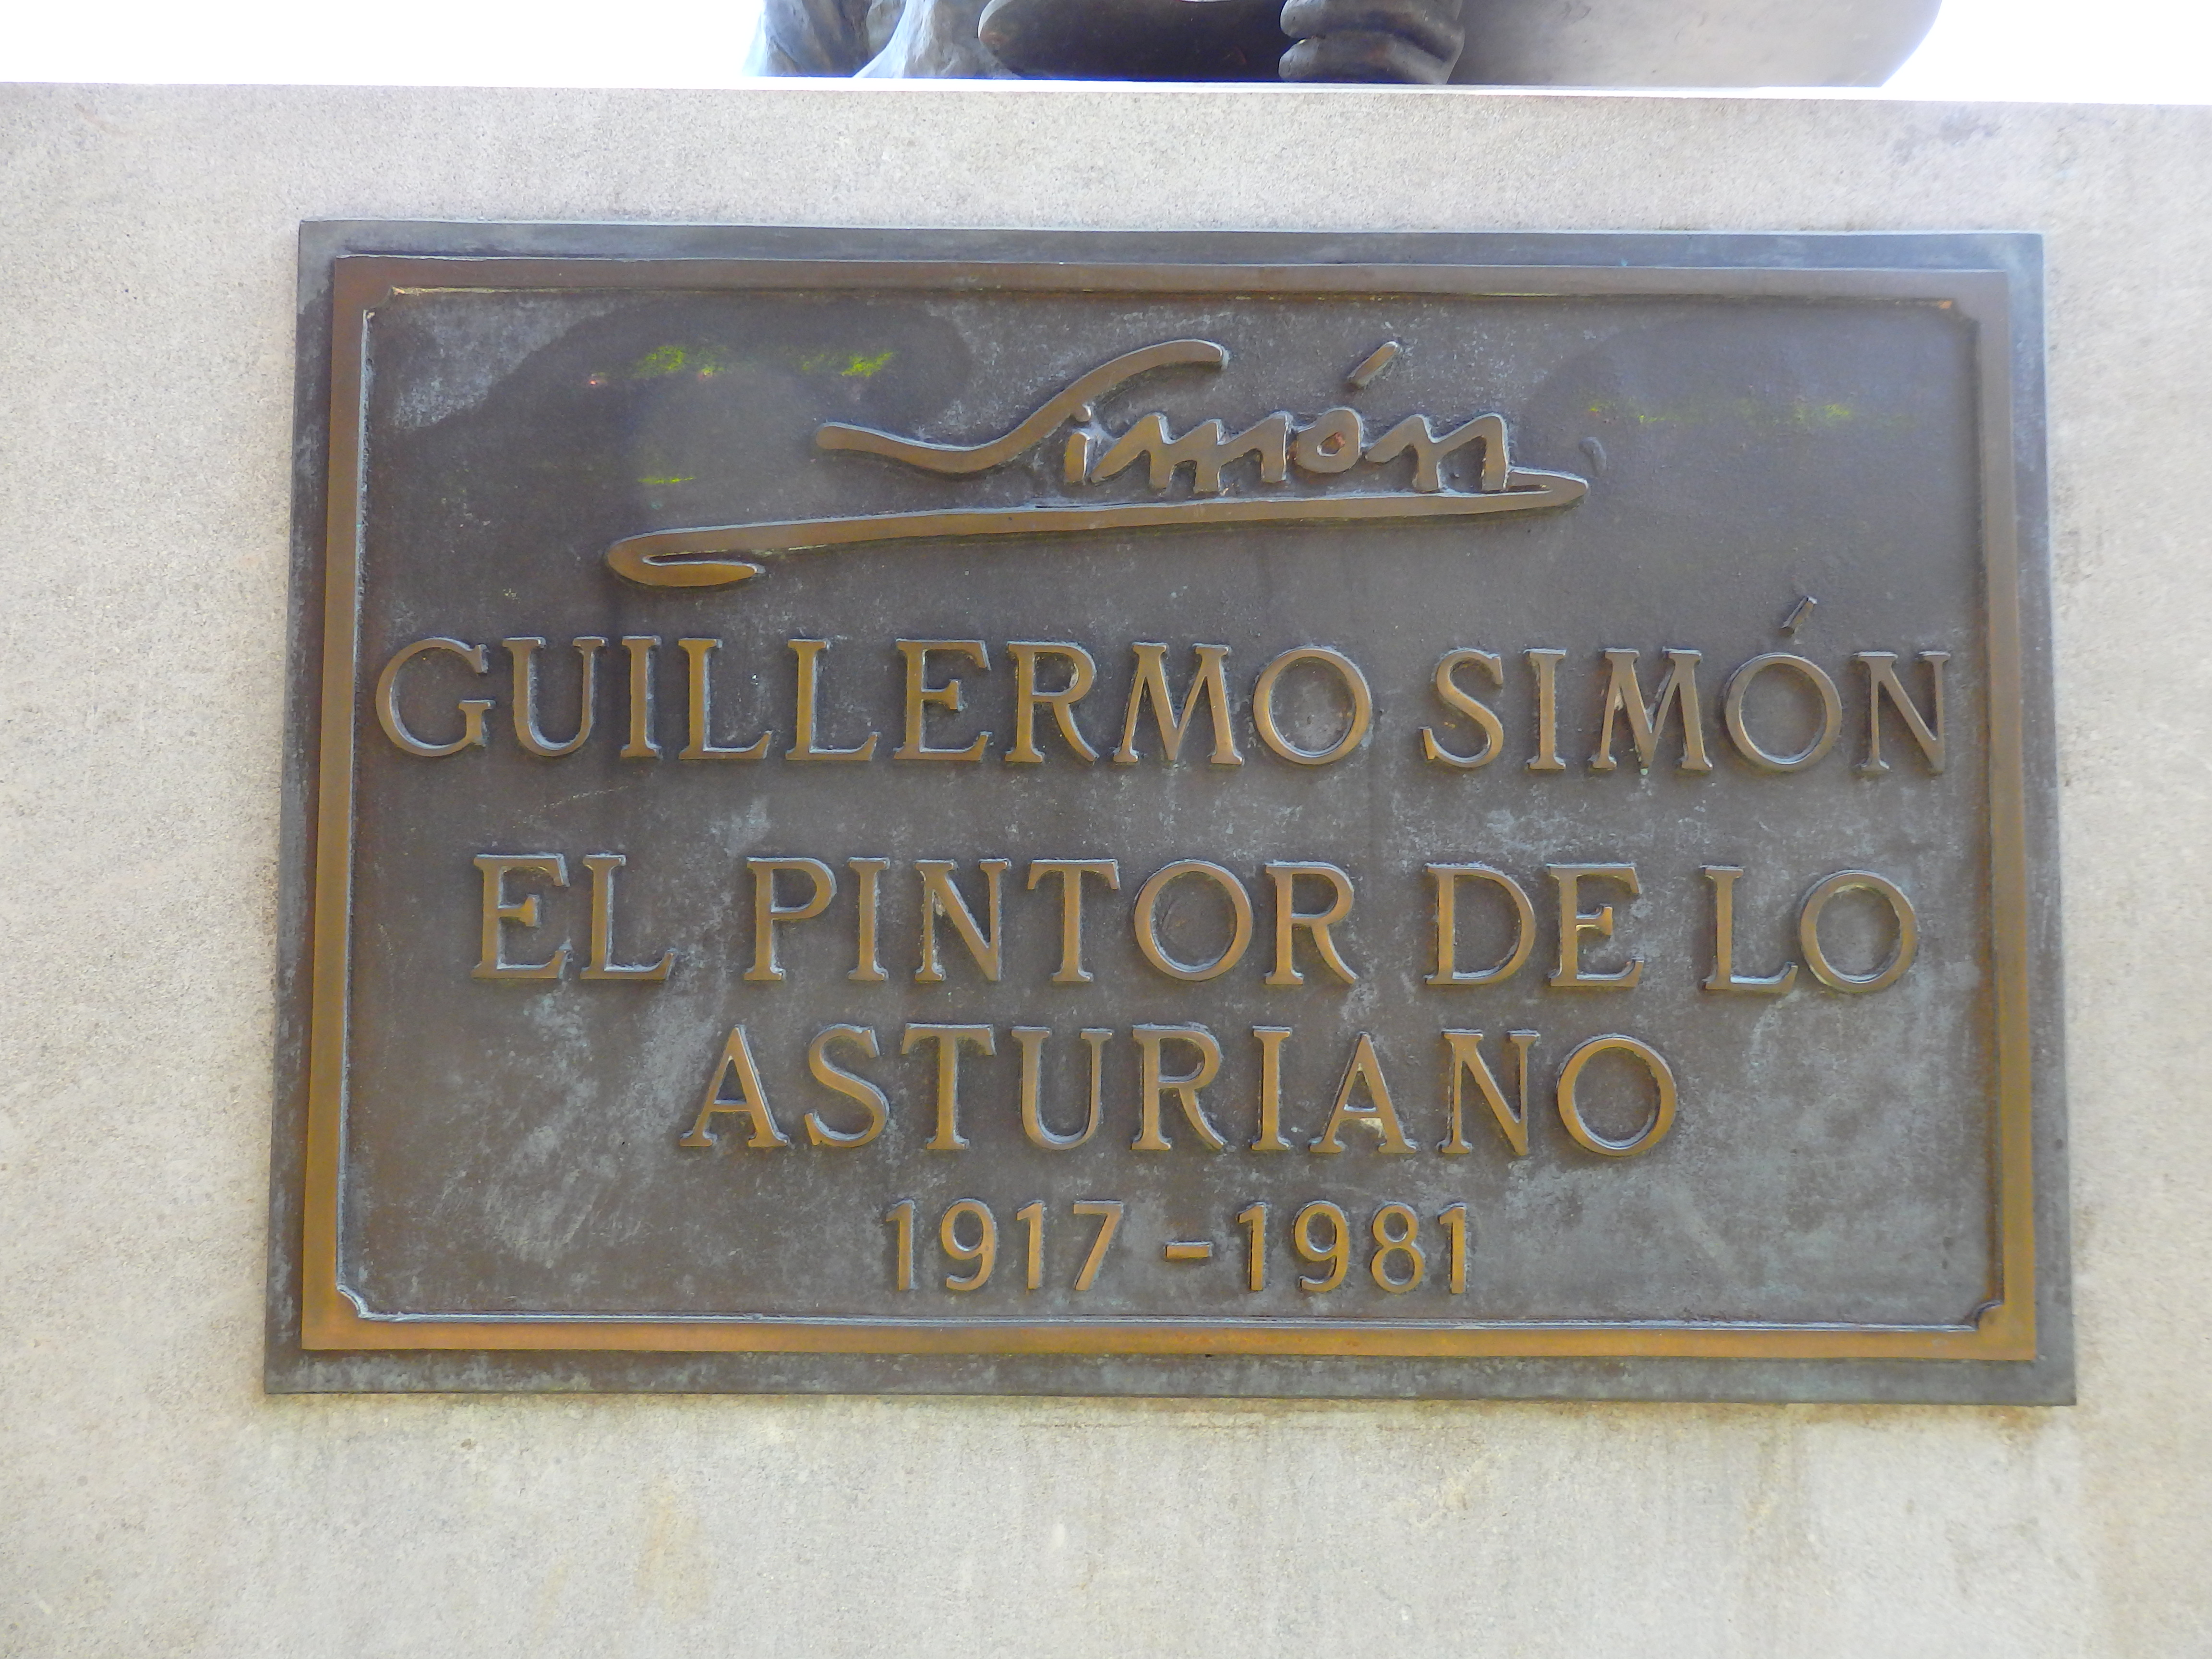 Simón
GUILLERMO SIMÓN
EL PINTOR DE LO
ASTURIANO
1917-1981